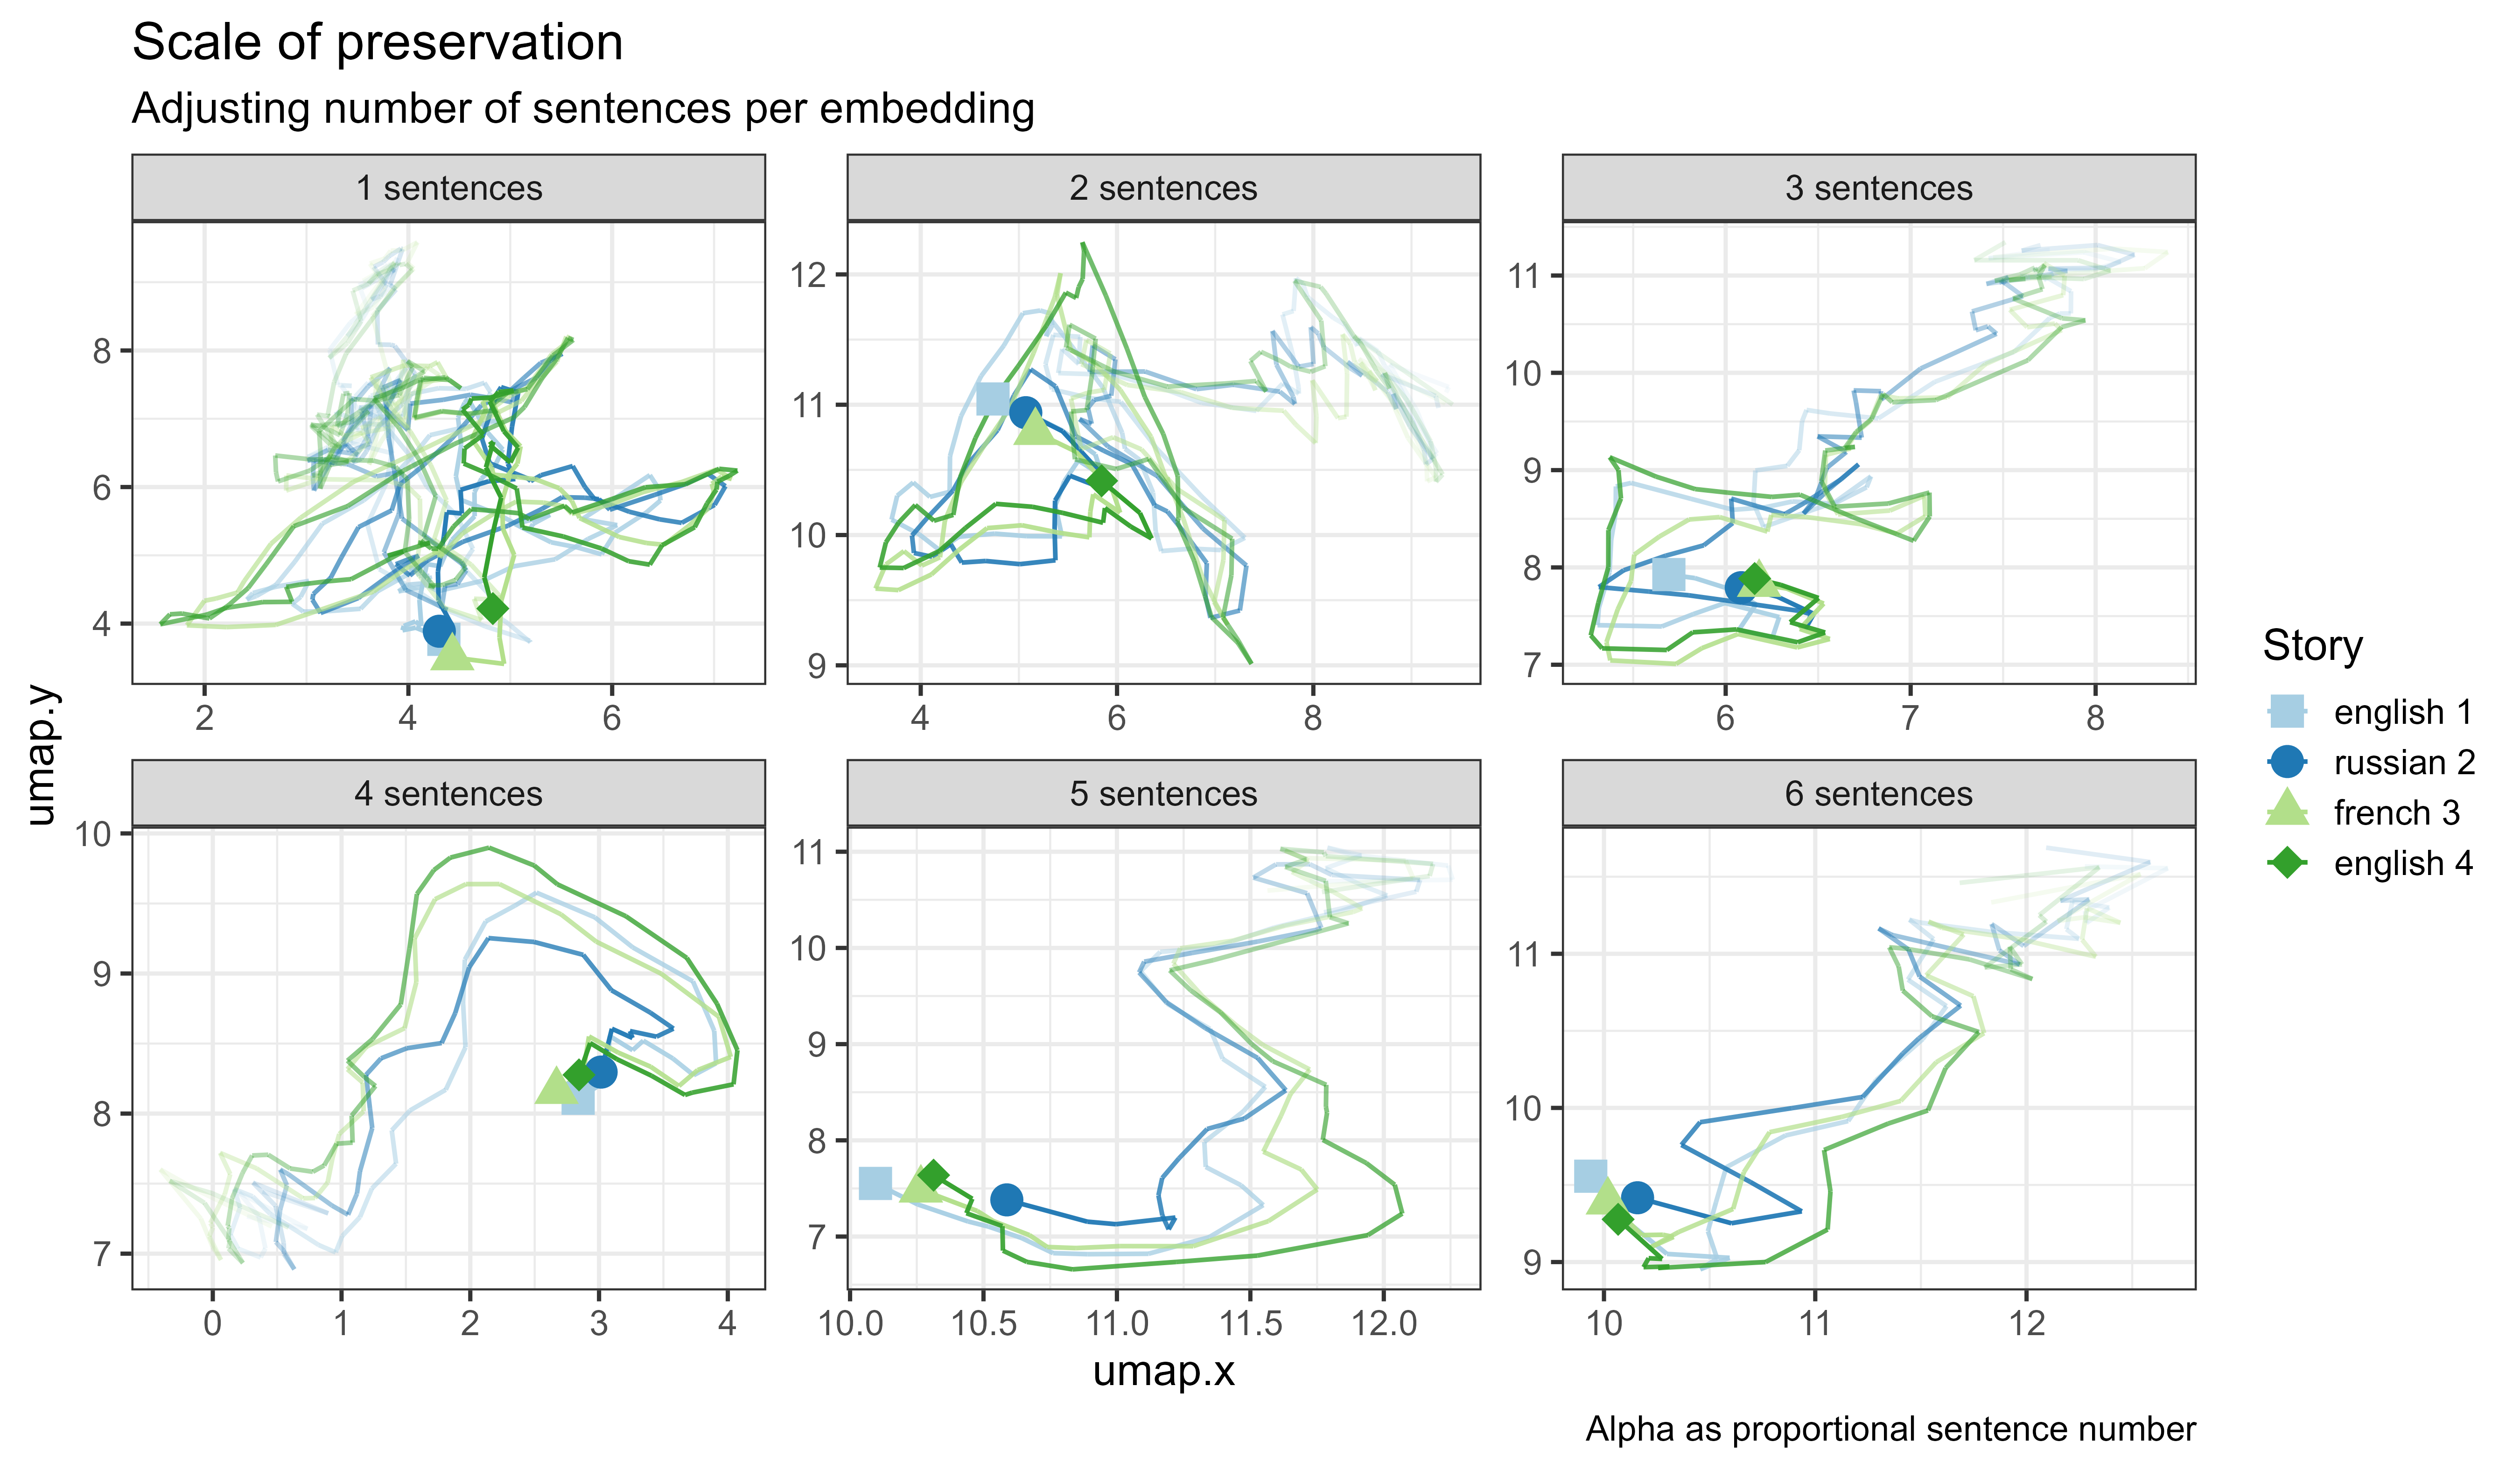 Scale of preservation
Adjusting number of sentences per embedding
1 sentences
2 sentences
3 sentences
8
6
4
2
4
6
12
11
10
9
4
6
8
11
10
9
8
7
6
7
8
4 sentences
5 sentences
6 sentences
10
9
8
7
0
1
2
3
4
11
10
9
8
7
10.0
10.5
11.0
11.5
12.0
11
10
9
10
11
12
umap.y
umap.x
Story
english 1
russian 2
french 3
english 4
Alpha as proportional sentence number